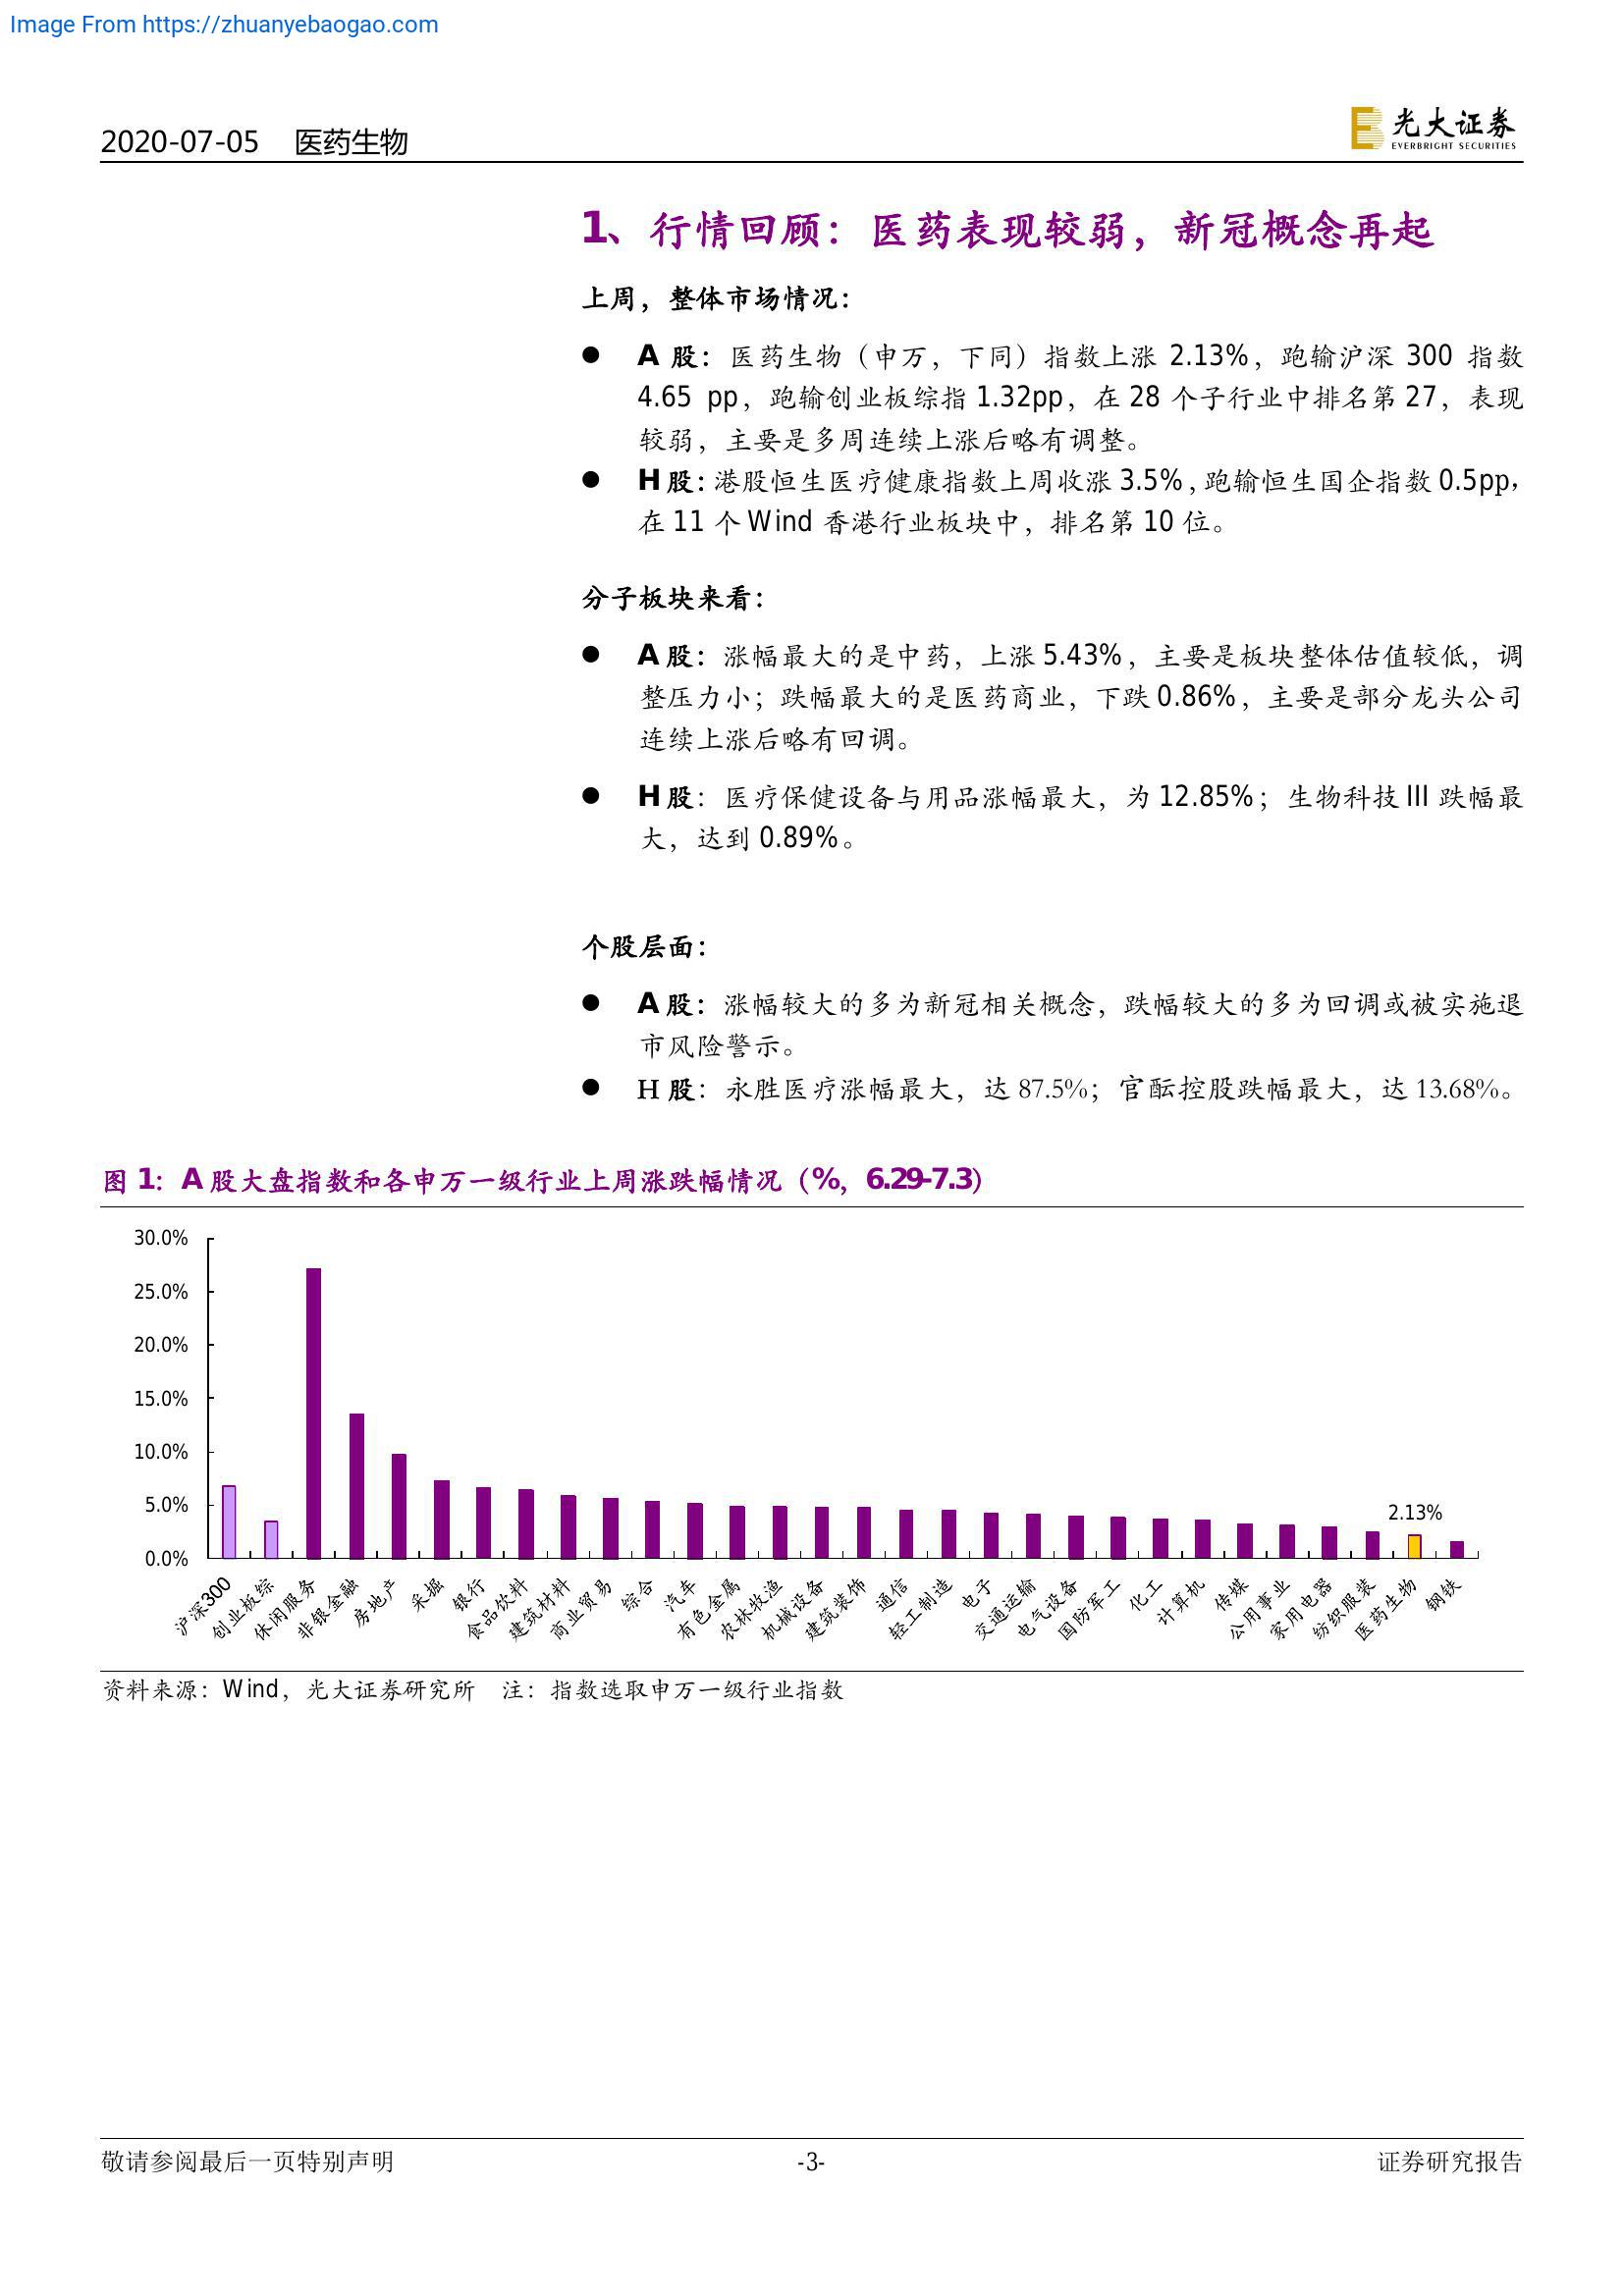 Image From https://zhuanyebaogao.com
2020-07-05 医药生物
光大证券
EVERBRIGHT SECURITIES
1、行情回顾：医药表现较弱，新冠概念再起
上周，整体市场情况：
● A 股：医药生物（申万，下同）指数上涨 2.13%，跑输沪深 300 指数
4.65 pp，跑输创业板综指 1.32pp，在 28 个子行业中排名第 27，表现
较弱，主要是多周连续上涨后略有调整。
● H 股：港股恒生医疗健康指数上周收涨 3.5%，跑输恒生国企指数 0.5pp，
在 11 个 Wind 香港行业板块中，排名第 10 位。
分子板块来看：
● A 股：涨幅最大的是中药，上涨 5.43%，主要是板块整体估值较低，调
整压力小；跌幅最大的是医药商业，下跌 0.86%，主要是部分龙头公司
连续上涨后略有回调。
● H 股：医疗保健设备与用品涨幅最大，为 12.85%；生物科技 III 跌幅最
大，达到 0.89%。
个股层面：
● A 股：涨幅较大的多为新冠相关概念，跌幅较大的多为回调或被实施退
市风险警示。
● H 股：永胜医疗涨幅最大，达 87.5%；官酝控股跌幅最大，达 13.68%。
图 1：A 股大盘指数和各申万一级行业上周涨跌幅情况（%，6.29-7.3）
30.0%
25.0%
20.0%
15.0%
10.0%
5.0%
0.0%
2.13%
沪深300
创业板综
休闲服务
非银金融
房地产
采掘
银行
食品饮料
建筑材料
商业贸易
综合
汽车
有色金属
农林牧渔
机械设备
建筑装饰
通信
轻工制造
电子
交通运输
电气设备
国防军工
化工
计算机
传媒
公用事业
家用电器
纺织服装
医药生物
钢铁
资料来源：Wind，光大证券研究所 注：指数选取申万一级行业指数
敬请参阅最后一页特别声明 -3- 证券研究报告